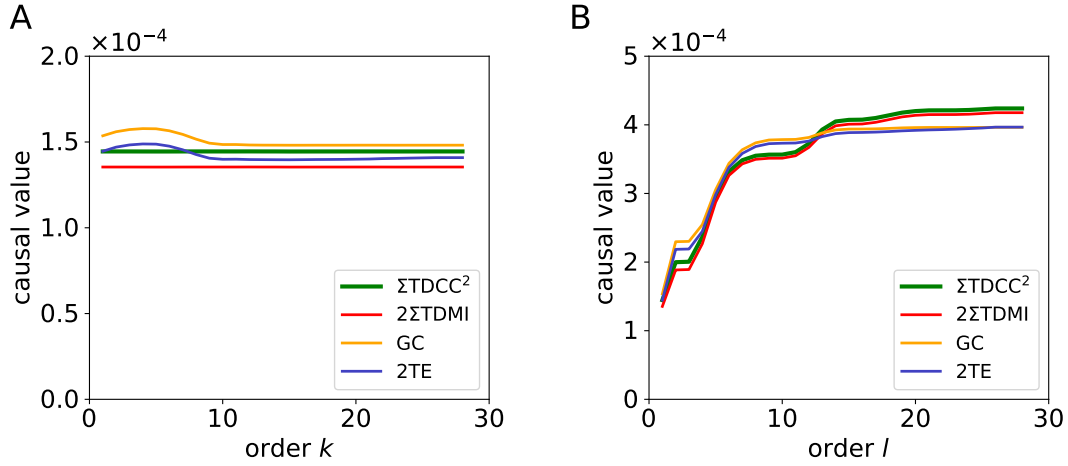 A
×10⁻⁴
2.0
1.5
1.0
0.5
0.0
causal value
ΣTDCC²
2ΣTDMI
GC
2TE
0 10 20 30
order k
B
×10⁻⁴
5
4
3
2
1
0
causal value
ΣTDCC²
2ΣTDMI
GC
2TE
0 10 20 30
order l